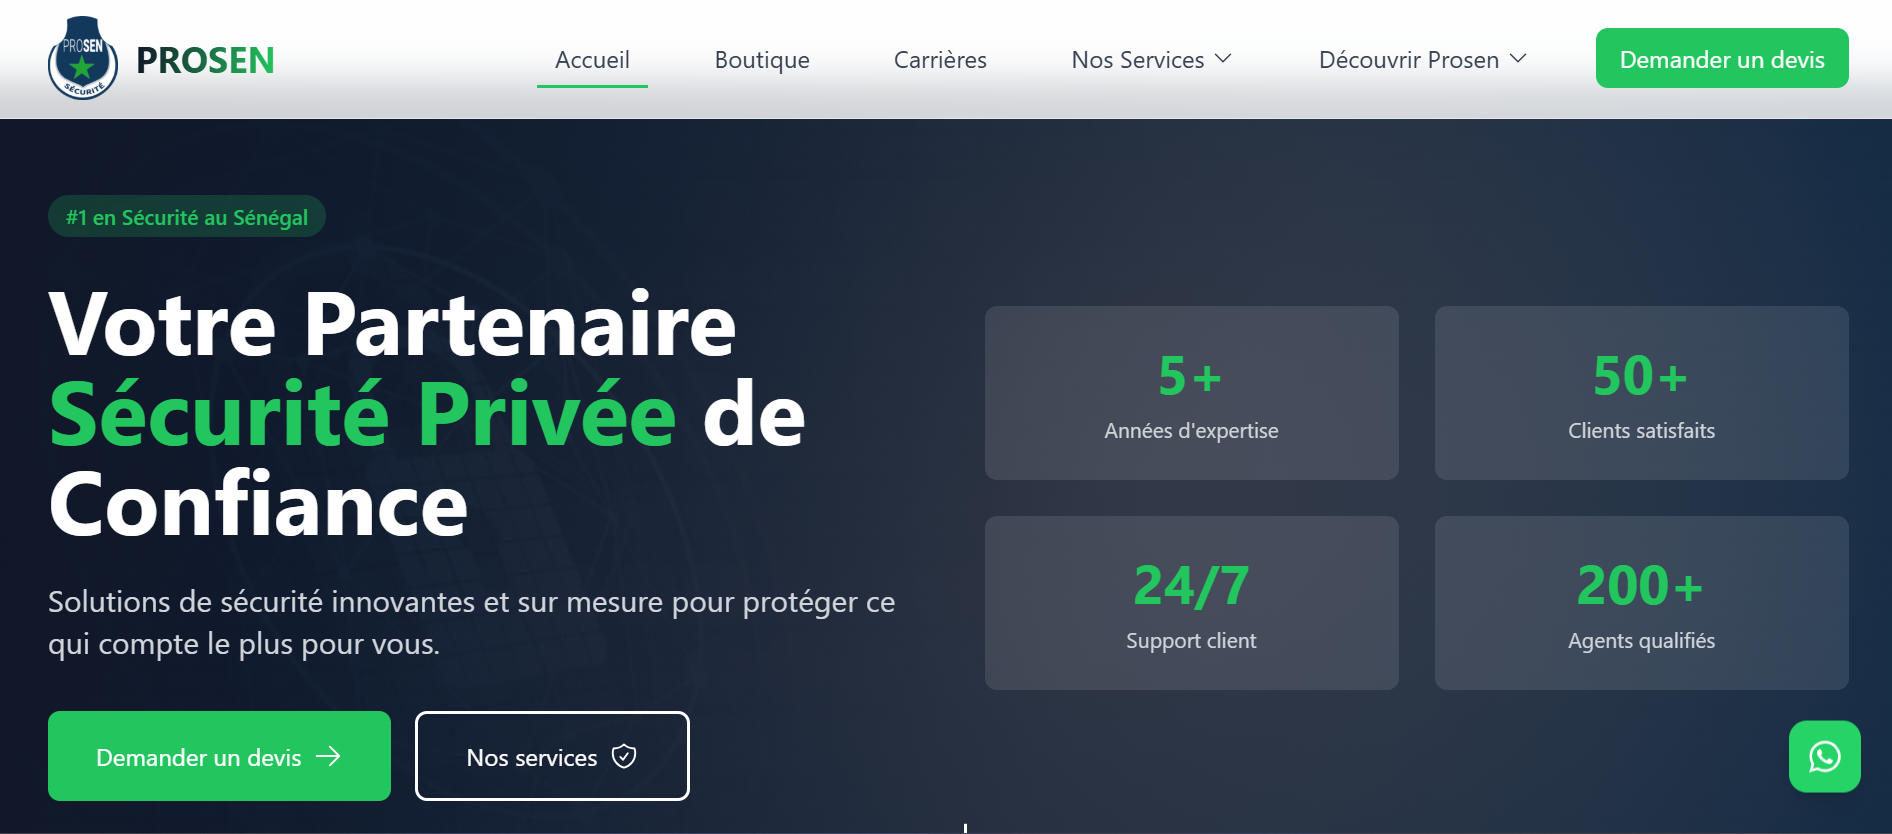 PROSEN
SÉCURITÉ
PROSEN
Accueil
Boutique
Carrières
Nos Services
Découvrir Prosen
Demander un devis
#1 en Sécurité au Sénégal
Votre Partenaire
Sécurité Privée de
Confiance
Solutions de sécurité innovantes et sur mesure pour protéger ce
qui compte le plus pour vous.
Demander un devis
Nos services
5+
Années d'expertise
50+
Clients satisfaits
24/7
Support client
200+
Agents qualifiés